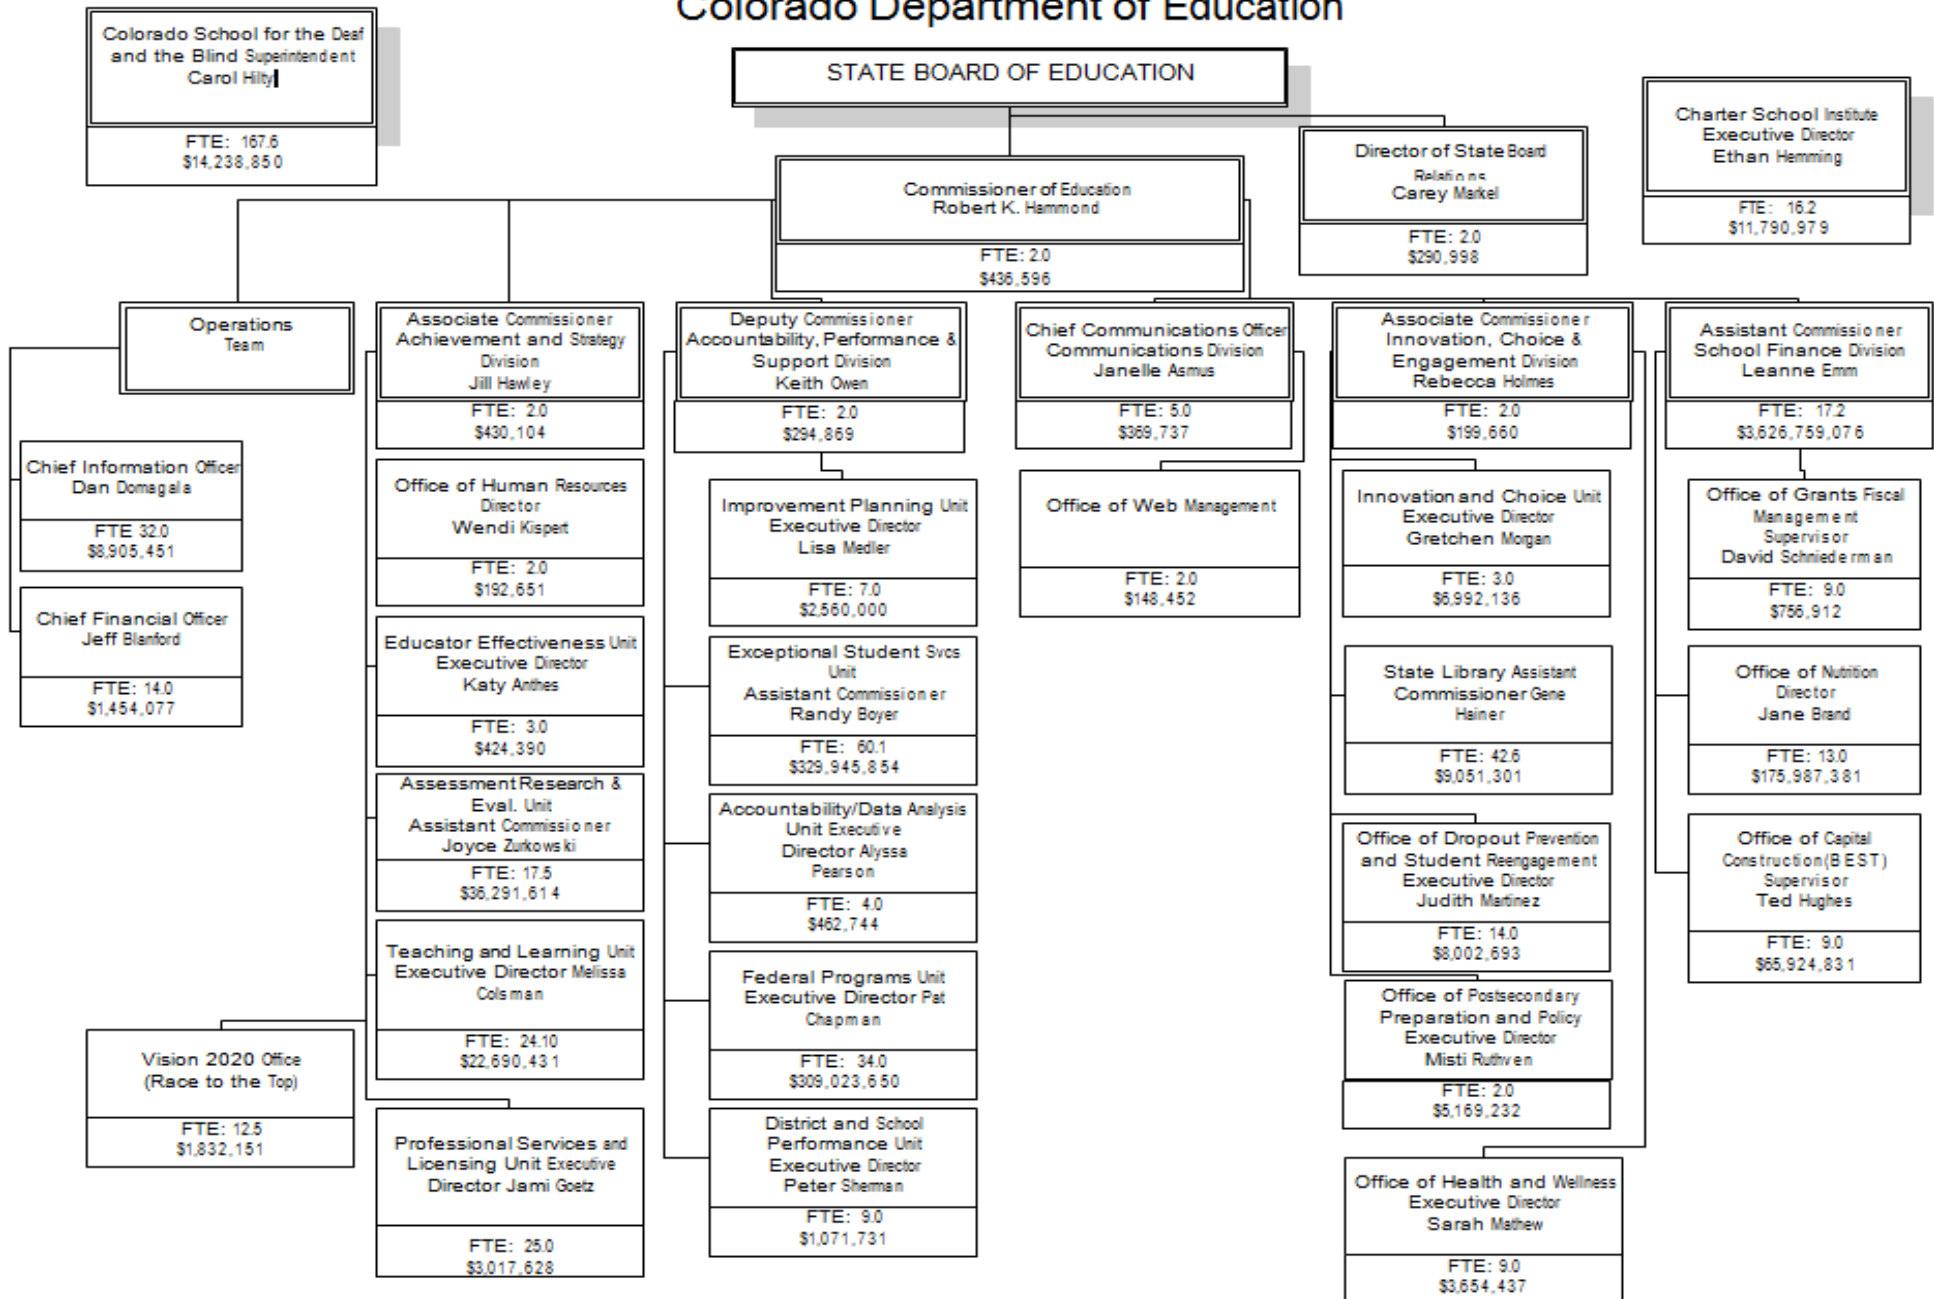 Colorado Department of Education
Colorado School for the Deaf
and the Blind Superintendent
Carol Hilty
FTE: 167.6
$14,238,850
STATE BOARD OF EDUCATION
Charter School Institute
Executive Director
Ethan Hemming
FTE: 16.2
$11,790,979
Director of State Board
Relations
Carey Markel
FTE: 2.0
$290,998
Commissioner of Education
Robert K. Hammond
FTE: 2.0
$436,596
Operations
Team
Chief Information Officer
Dan Domagala
FTE 32.0
$8,905,451
Chief Financial Officer
Jeff Blanford
FTE: 14.0
$1,454,077
Associate Commissioner
Achievement and Strategy
Division
Jill Hawley
FTE: 2.0
$430,104
Office of Human Resources
Director
Wendi Kispert
FTE: 2.0
$192,651
Educator Effectiveness Unit
Executive Director
Katy Anthes
FTE: 3.0
$424,390
Assessment Research &
Eval. Unit
Assistant Commissioner
Joyce Zurkowski
FTE: 17.5
$36,291,614
Teaching and Learning Unit
Executive Director Melissa
Colsman
FTE: 24.10
$22,690,431
Vision 2020 Office
(Race to the Top)
FTE: 12.5
$1,832,151
Professional Services and
Licensing Unit Executive
Director Jami Goetz
FTE: 25.0
$3,017,628
Deputy Commissioner
Accountability, Performance &
Support Division
Keith Owen
FTE: 2.0
$294,869
Improvement Planning Unit
Executive Director
Lisa Medler
FTE: 7.0
$2,560,000
Exceptional Student Svcs
Unit
Assistant Commissioner
Randy Boyer
FTE: 60.1
$329,945,854
Accountability/Data Analysis
Unit Executive
Director Alyssa
Pearson
FTE: 4.0
$462,744
Federal Programs Unit
Executive Director Pat
Chapman
FTE: 34.0
$309,023,650
District and School
Performance Unit
Executive Director
Peter Sherman
FTE: 9.0
$1,071,731
Chief Communications Officer
Communications Division
Janelle Asmus
FTE: 5.0
$369,737
Office of Web Management
FTE: 2.0
$148,452
Associate Commissioner
Innovation, Choice &
Engagement Division
Rebecca Holmes
FTE: 2.0
$199,660
Innovation and Choice Unit
Executive Director
Gretchen Morgan
FTE: 3.0
$6,992,136
State Library Assistant
Commissioner Gene
Hainer
FTE: 42.6
$9,051,301
Office of Dropout Prevention
and Student Reengagement
Executive Director
Judith Martinez
FTE: 14.0
$8,002,693
Office of Postsecondary
Preparation and Policy
Executive Director
Misti Ruthven
FTE: 2.0
$5,169,232
Office of Health and Wellness
Executive Director
Sarah Mathew
FTE: 9.0
$3,654,437
Assistant Commissioner
School Finance Division
Leanne Emm
FTE: 17.2
$3,626,759,076
Office of Grants Fiscal
Management
Supervisor
David Schniederman
FTE: 9.0
$756,912
Office of Nutrition
Director
Jane Brand
FTE: 13.0
$175,987,381
Office of Capital
Construction(BEST)
Supervisor
Ted Hughes
FTE: 9.0
$65,924,831